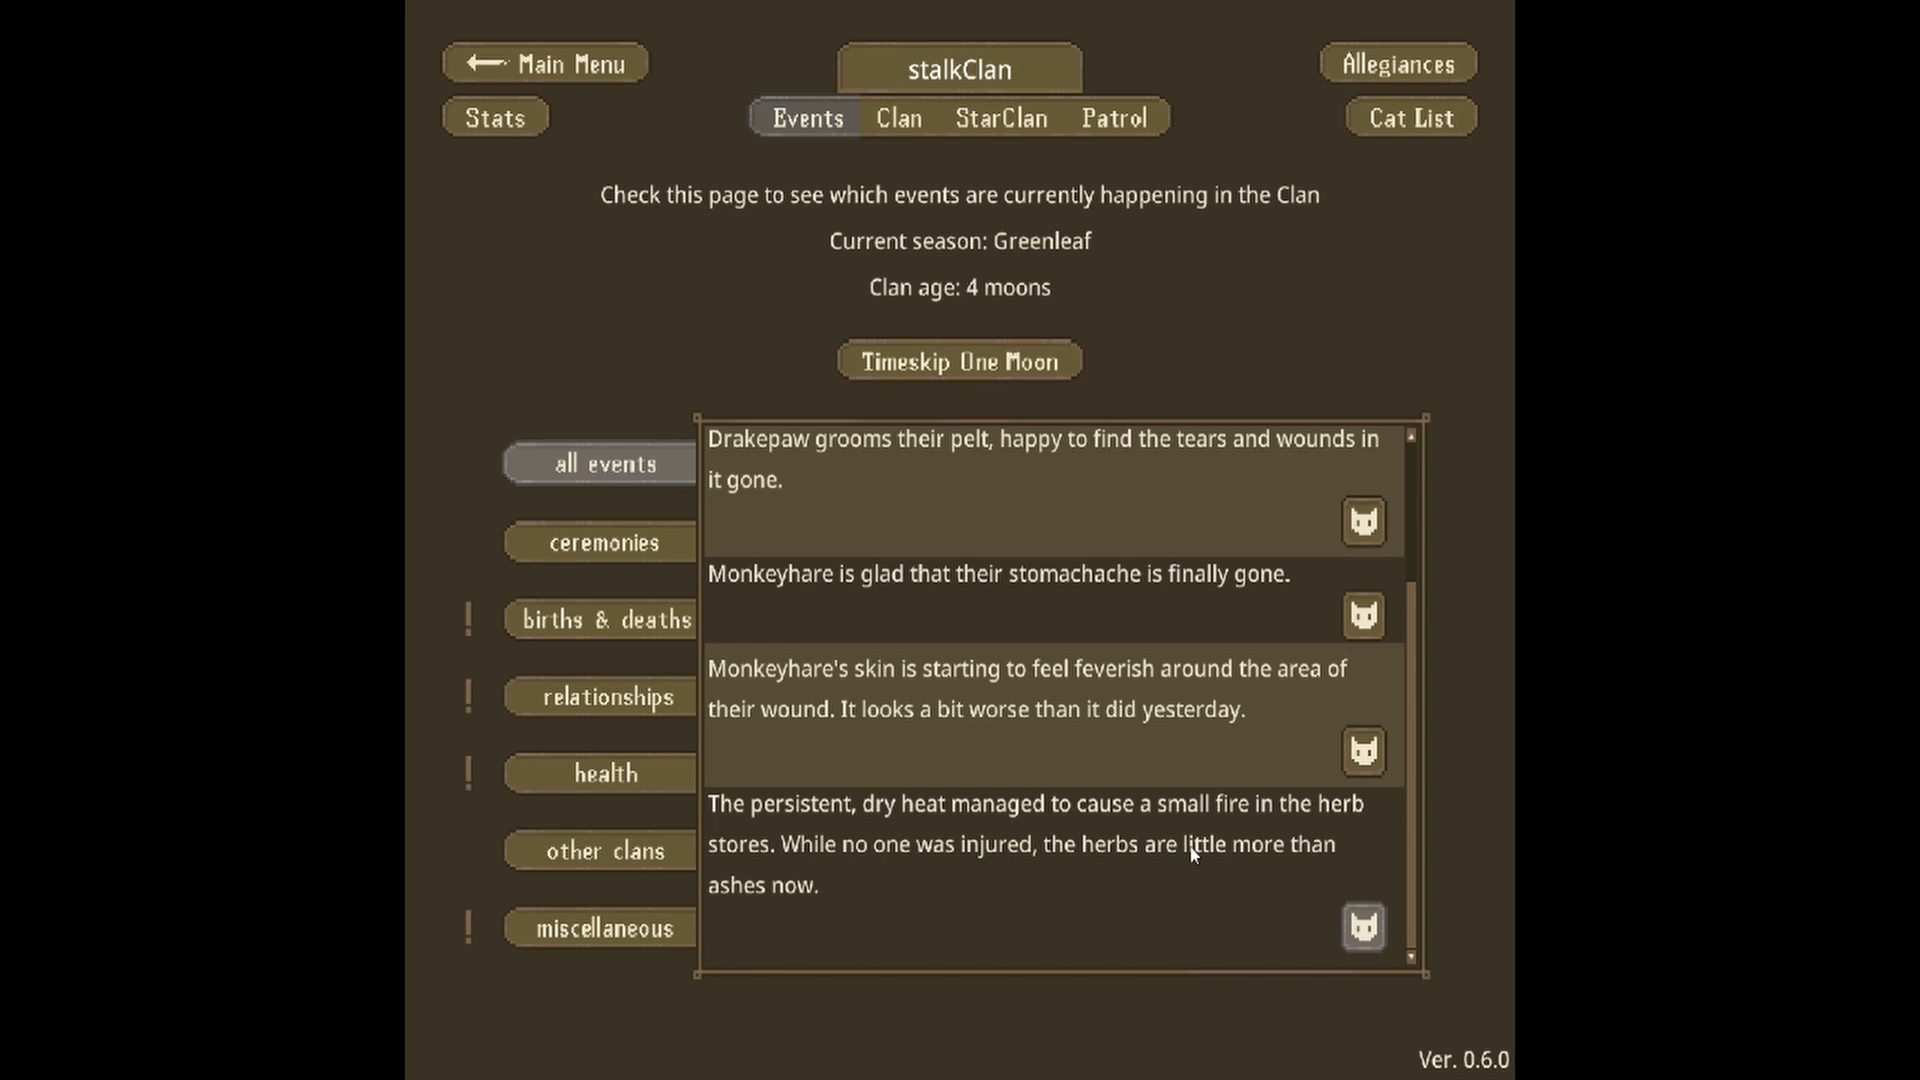 Main Menu
stalkClan
Allegiances
Stats
Events
Clan
StarClan
Patrol
Cat List
Check this page to see which events are currently happening in the Clan
Current season: Greenleaf
Clan age: 4 moons
Timeskip One Moon
all events
ceremonies
! births & deaths
! relationships
! health
other clans
! miscellaneous
Drakepaw grooms their pelt, happy to find the tears and wounds in
it gone.
Monkeyhare is glad that their stomachache is finally gone.
Monkeyhare's skin is starting to feel feverish around the area of
their wound. It looks a bit worse than it did yesterday.
The persistent, dry heat managed to cause a small fire in the herb
stores. While no one was injured, the herbs are little more than
ashes now.
Ver. 0.6.0